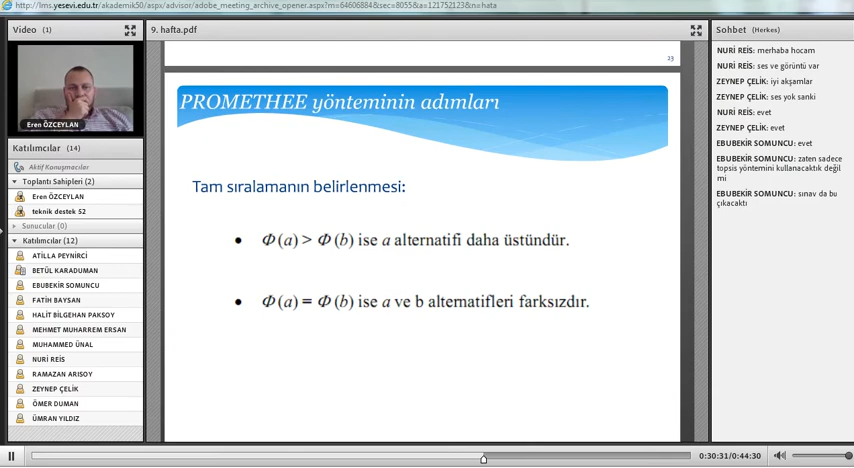 http://lms.yesevi.edu.tr/akademik50/aspx/advisor/adobe_meeting_archive_opener.aspx?m=64606884&sec=8055&a=121752123&n=hata
Video (1)
Eren ÖZCEYLAN
Katılımcılar (14)
Aktif Konuşmacılar
Toplantı Sahipleri (2)
Eren ÖZCEYLAN
teknik destek 52
Sunucular (0)
Katılımcılar (12)
ATİLLA PEYNİRCİ
BETÜL KARADUMAN
EBUBEKİR SOMUNCU
FATİH BAYSAN
HALİT BİLGEHAN PAKSOY
MEHMET MUHARREM ERSAN
MUHAMMED ÜNAL
NURİ REİS
RAMAZAN ARISOY
ZEYNEP ÇELİK
ÖMER DUMAN
ÜMRAN YILDIZ
9. hafta.pdf
23
PROMETHEE yönteminin adımları
Tam sıralamanın belirlenmesi:
• Φ(a) > Φ(b) ise a alternatifi daha üstündür.
• Φ(a) = Φ(b) ise a ve b alternatifleri farksızdır.
Sohbet (Herkes)
NURİ REİS: merhaba hocam
NURİ REİS: ses ve görüntü var
ZEYNEP ÇELİK: iyi akşamlar
ZEYNEP ÇELİK: ses yok sanki
NURİ REİS: evet
ZEYNEP ÇELİK: evet
EBUBEKİR SOMUNCU: evet
EBUBEKİR SOMUNCU: zaten sadece
topsis yöntemini kullanacaktık değil
mi
EBUBEKİR SOMUNCU: sınav da bu
çıkacaktı
0:30:31/0:44:30